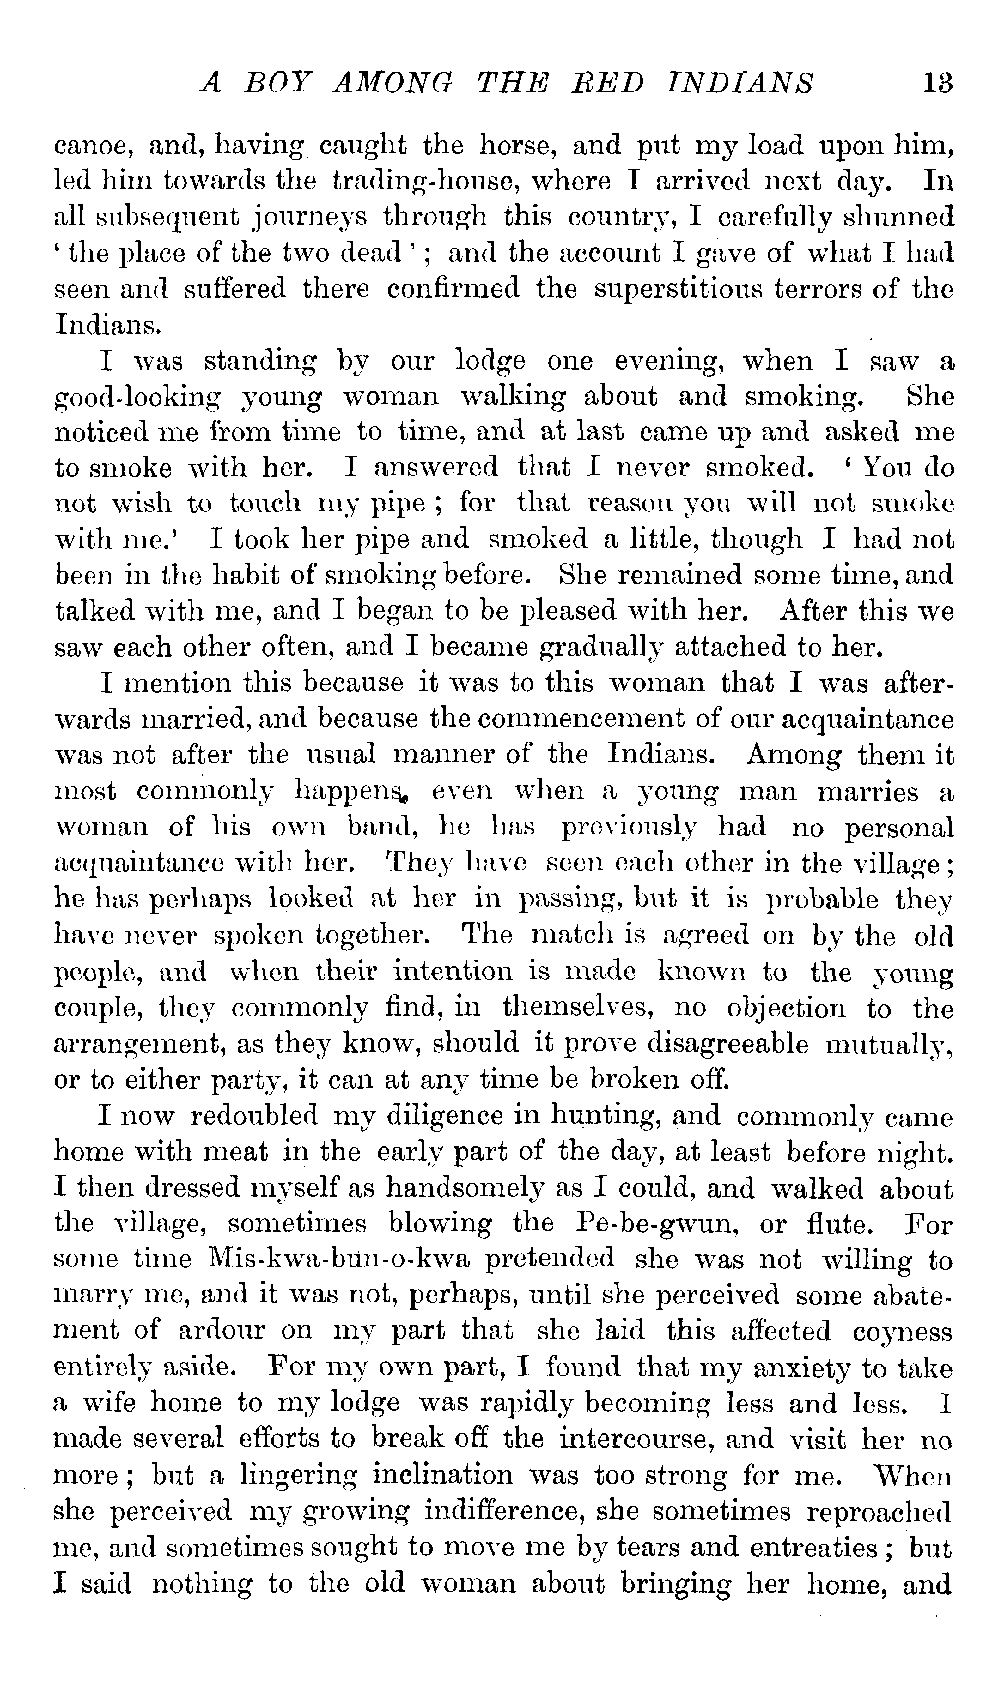 A BOY AMONG THE RED INDIANS 13
canoe, and, having caught the horse, and put my load upon him,
led him towards the trading-house, where I arrived next day. In
all subsequent journeys through this country, I carefully shunned
‘ the place of the two dead ’ ; and the account I gave of what I had
seen and suffered there confirmed the superstitious terrors of the
Indians.
I was standing by our lodge one evening, when I saw a
good-looking young woman walking about and smoking. She
noticed me from time to time, and at last came up and asked me
to smoke with her. I answered that I never smoked. ‘ You do
not wish to touch my pipe ; for that reason you will not smoke
with me.’ I took her pipe and smoked a little, though I had not
been in the habit of smoking before. She remained some time, and
talked with me, and I began to be pleased with her. After this we
saw each other often, and I became gradually attached to her.
I mention this because it was to this woman that I was after-
wards married, and because the commencement of our acquaintance
was not after the usual manner of the Indians. Among them it
most commonly happens, even when a young man marries a
woman of his own band, he has previously had no personal
acquaintance with her. They have seen each other in the village ;
he has perhaps looked at her in passing, but it is probable they
have never spoken together. The match is agreed on by the old
people, and when their intention is made known to the young
couple, they commonly find, in themselves, no objection to the
arrangement, as they know, should it prove disagreeable mutually,
or to either party, it can at any time be broken off.
I now redoubled my diligence in hunting, and commonly came
home with meat in the early part of the day, at least before night.
I then dressed myself as handsomely as I could, and walked about
the village, sometimes blowing the Pe-be-gwun, or flute. For
some time Mis-kwa-bun-o-kwa pretended she was not willing to
marry me, and it was not, perhaps, until she perceived some abate-
ment of ardour on my part that she laid this affected coyness
entirely aside. For my own part, I found that my anxiety to take
a wife home to my lodge was rapidly becoming less and less. I
made several efforts to break off the intercourse, and visit her no
more ; but a lingering inclination was too strong for me. When
she perceived my growing indifference, she sometimes reproached
me, and sometimes sought to move me by tears and entreaties ; but
I said nothing to the old woman about bringing her home, and